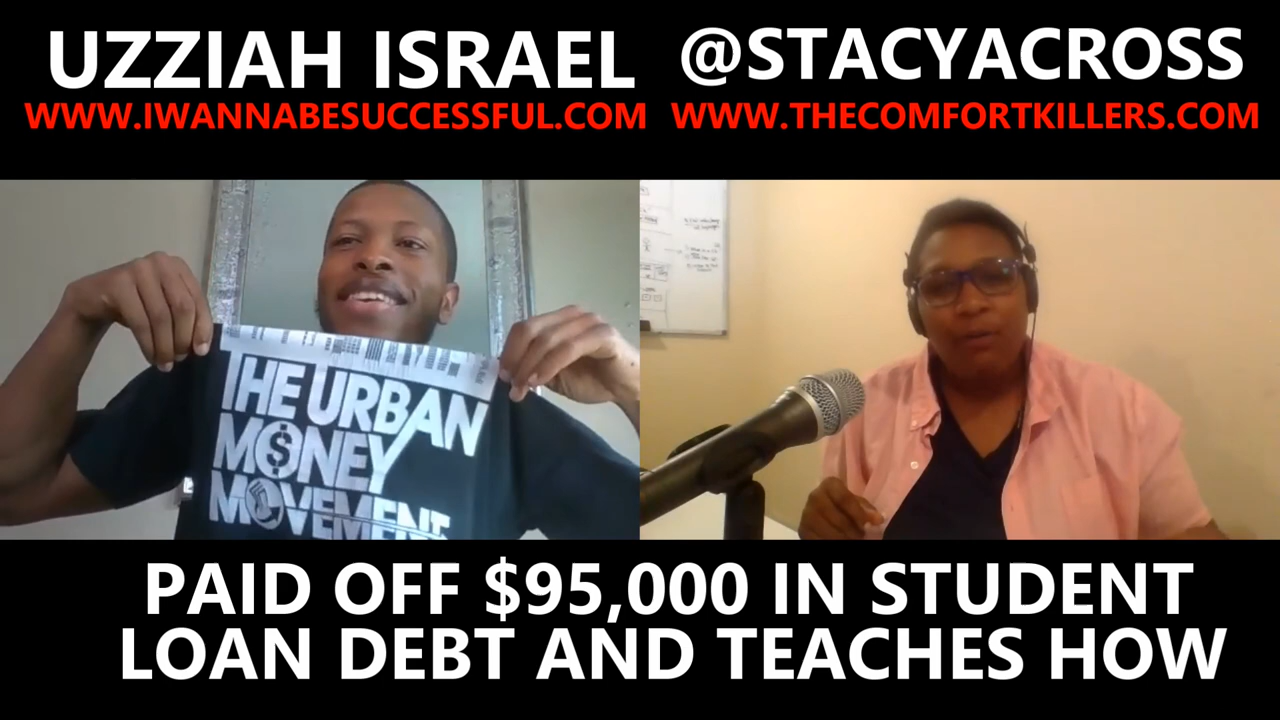 UZZIAH ISRAEL
WWW.IWANNABESUCCESSFUL.COM
@STACYACROSS
WWW.THECOMFORTKILLERS.COM
THE URBAN
MONEY
MOVEMENT
PAID OFF $95,000 IN STUDENT
LOAN DEBT AND TEACHES HOW